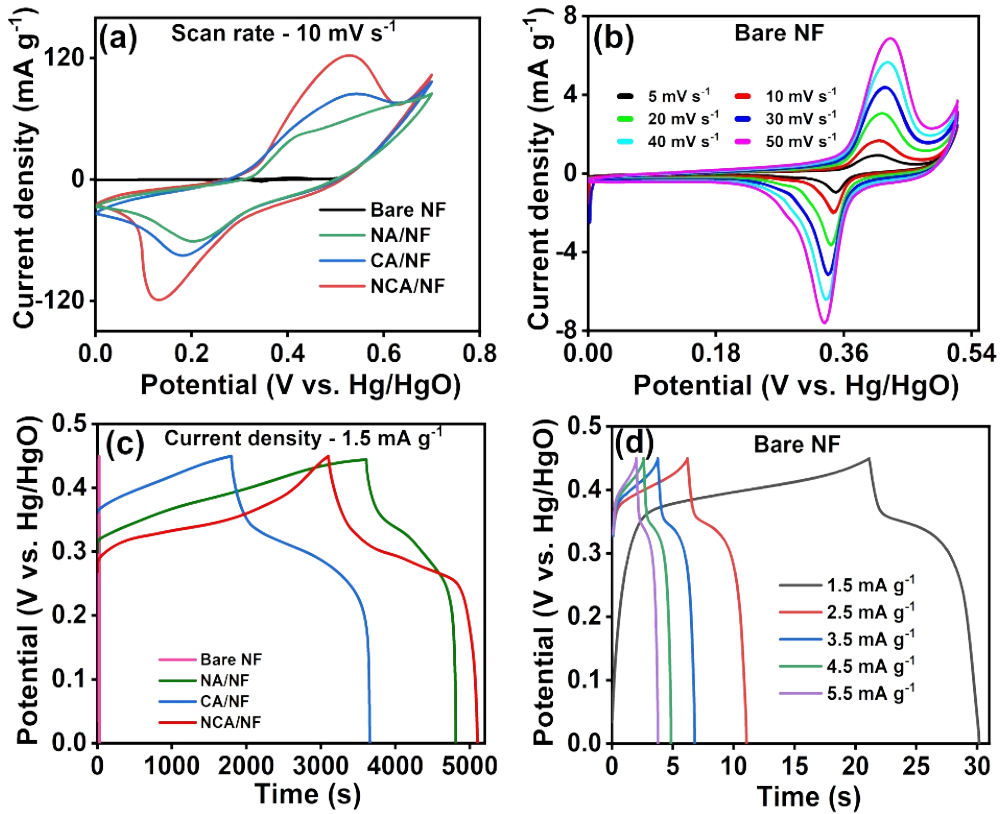 (a)
Scan rate - 10 mV s⁻¹
Current density (mA g⁻¹)
120
0
-120
Bare NF
NA/NF
CA/NF
NCA/NF
0.0 0.2 0.4 0.6 0.8
Potential (V vs. Hg/HgO)
(b)
Bare NF
Current density (mA g⁻¹)
8
4
0
-4
-8
5 mV s⁻¹ 10 mV s⁻¹
20 mV s⁻¹ 30 mV s⁻¹
40 mV s⁻¹ 50 mV s⁻¹
0.00 0.18 0.36 0.54
Potential (V vs. Hg/HgO)
(c)
Current density - 1.5 mA g⁻¹
Potential (V vs. Hg/HgO)
0.5
0.4
0.3
0.2
0.1
0.0
Bare NF
NA/NF
CA/NF
NCA/NF
0 1000 2000 3000 4000 5000
Time (s)
(d)
Bare NF
Potential (V vs. Hg/HgO)
0.5
0.4
0.3
0.2
0.1
0.0
1.5 mA g⁻¹
2.5 mA g⁻¹
3.5 mA g⁻¹
4.5 mA g⁻¹
5.5 mA g⁻¹
0 5 10 15 20 25 30
Time (s)